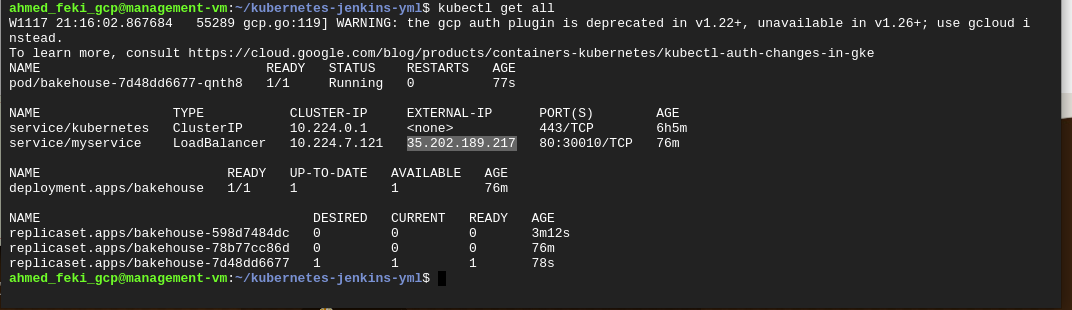 ahmed_feki_gcp@management-vm:~/kubernetes-jenkins-yml$ kubectl get all
W1117 21:16:02.867684   55289 gcp.go:119] WARNING: the gcp auth plugin is deprecated in v1.22+, unavailable in v1.26+; use gcloud i
nstead.
To learn more, consult https://cloud.google.com/blog/products/containers-kubernetes/kubectl-auth-changes-in-gke
NAME                             READY   STATUS    RESTARTS   AGE
pod/bakehouse-7d48dd6677-qnth8   1/1     Running   0          77s
NAME                 TYPE           CLUSTER-IP     EXTERNAL-IP      PORT(S)        AGE
service/kubernetes   ClusterIP      10.224.0.1     <none>           443/TCP        6h5m
service/myservice    LoadBalancer   10.224.7.121   35.202.189.217   80:30010/TCP   76m
NAME                        READY   UP-TO-DATE   AVAILABLE   AGE
deployment.apps/bakehouse   1/1     1            1           76m
NAME                                   DESIRED   CURRENT   READY   AGE
replicaset.apps/bakehouse-598d7484dc   0         0         0       3m12s
replicaset.apps/bakehouse-78b77cc86d   0         0         0       76m
replicaset.apps/bakehouse-7d48dd6677   1         1         1       78s
ahmed_feki_gcp@management-vm:~/kubernetes-jenkins-yml$